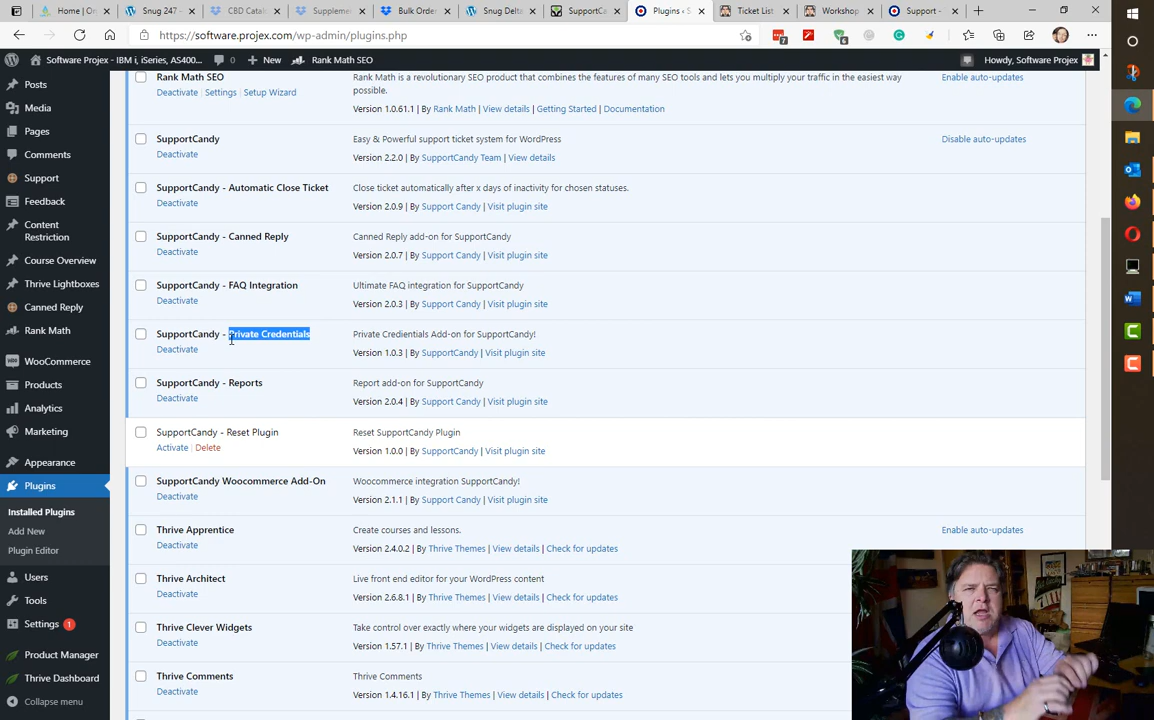 Home | On
Snug 247 -
CBD Catal
Suppleme
Bulk Order
Snug Delta
SupportCa
Plugins ‹ S
Ticket List
Workshop
Support -
https://software.projex.com/wp-admin/plugins.php
7
6
Software Projex - IBM i, iSeries, AS400...
0
New
Rank Math SEO
Howdy, Software Projex
Posts
Media
Pages
Comments
Support
Feedback
Content
Restriction
Course Overview
Thrive Lightboxes
Canned Reply
Rank Math
WooCommerce
Products
Analytics
Marketing
Appearance
Plugins
Installed Plugins
Add New
Plugin Editor
Users
Tools
Settings 1
Product Manager
Thrive Dashboard
Collapse menu
Rank Math SEO
Deactivate | Settings | Setup Wizard
Rank Math is a revolutionary SEO product that combines the features of many SEO tools and lets you multiply your traffic in the easiest way
possible.
Version 1.0.61.1 | By Rank Math | View details | Getting Started | Documentation
Enable auto-updates
SupportCandy
Deactivate
Easy & Powerful support ticket system for WordPress
Version 2.2.0 | By SupportCandy Team | View details
Disable auto-updates
SupportCandy - Automatic Close Ticket
Deactivate
Close ticket automatically after x days of inactivity for chosen statuses.
Version 2.0.9 | By Support Candy | Visit plugin site
SupportCandy - Canned Reply
Deactivate
Canned Reply add-on for SupportCandy
Version 2.0.7 | By Support Candy | Visit plugin site
SupportCandy - FAQ Integration
Deactivate
Ultimate FAQ integration for SupportCandy
Version 2.0.3 | By Support Candy | Visit plugin site
SupportCandy - Private Credentials
Deactivate
Private Credentials Add-on for SupportCandy!
Version 1.0.3 | By SupportCandy | Visit plugin site
SupportCandy - Reports
Deactivate
Report add-on for SupportCandy
Version 2.0.4 | By Support Candy | Visit plugin site
SupportCandy - Reset Plugin
Activate | Delete
Reset SupportCandy Plugin
Version 1.0.0 | By SupportCandy | Visit plugin site
SupportCandy Woocommerce Add-On
Deactivate
Woocommerce integration SupportCandy!
Version 2.1.1 | By Support Candy | Visit plugin site
Thrive Apprentice
Deactivate
Create courses and lessons.
Version 2.4.0.2 | By Thrive Themes | View details | Check for updates
Enable auto-updates
Thrive Architect
Deactivate
Live front end editor for your WordPress content
Version 2.6.8.1 | By Thrive Themes | View details | Check for updates
Thrive Clever Widgets
Deactivate
Take control over exactly where your widgets are displayed on your site
Version 1.57.1 | By Thrive Themes | View details | Check for updates
Thrive Comments
Deactivate
Thrive Comments
Version 1.4.16.1 | By Thrive Themes | View details | Check for updates